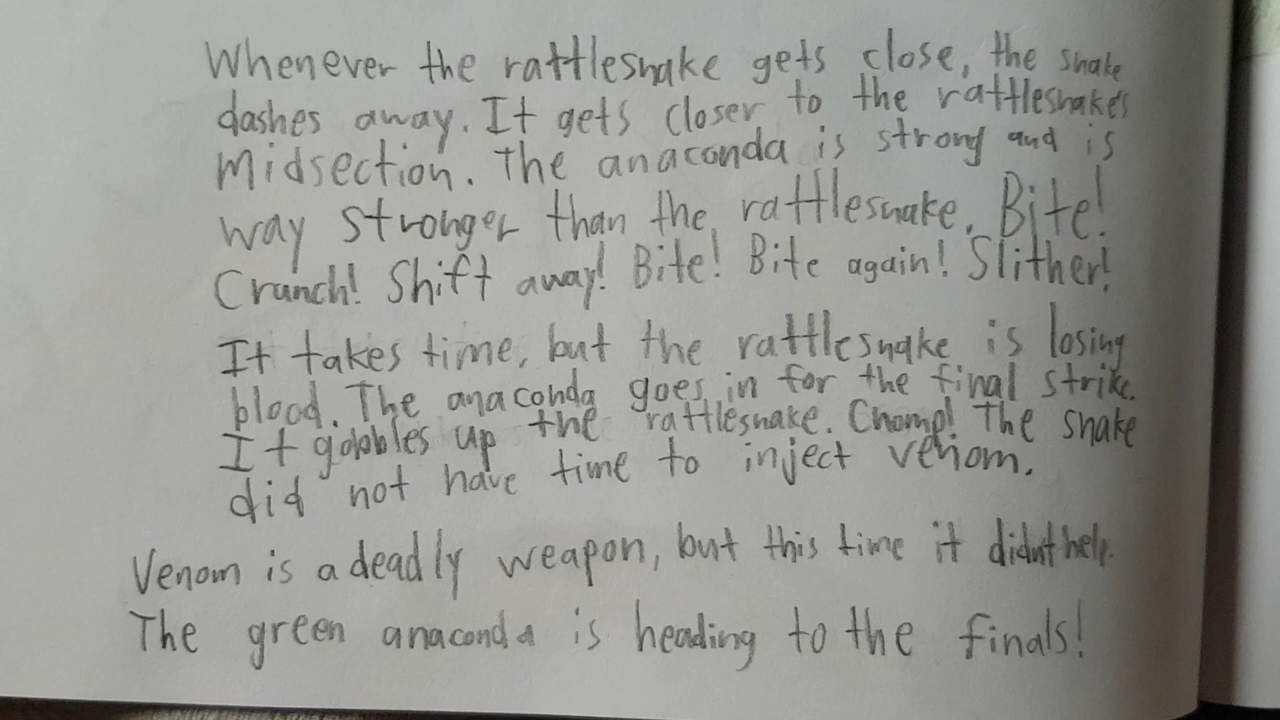 Whenever the rattlesnake gets close, the snake
dashes away. It gets closer to the rattlesnake's
midsection. The anaconda is strong and is
way stronger than the rattlesnake. Bite!
Crunch! Shift away! Bite! Bite again! Slither!
It takes time, but the rattlesnake is losing
blood. The anaconda goes in for the final strike.
It gobbles up the rattlesnake. Chomp! The snake
did not have time to inject venom.
Venom is a deadly weapon, but this time it didn't help.
The green anaconda is heading to the finals!